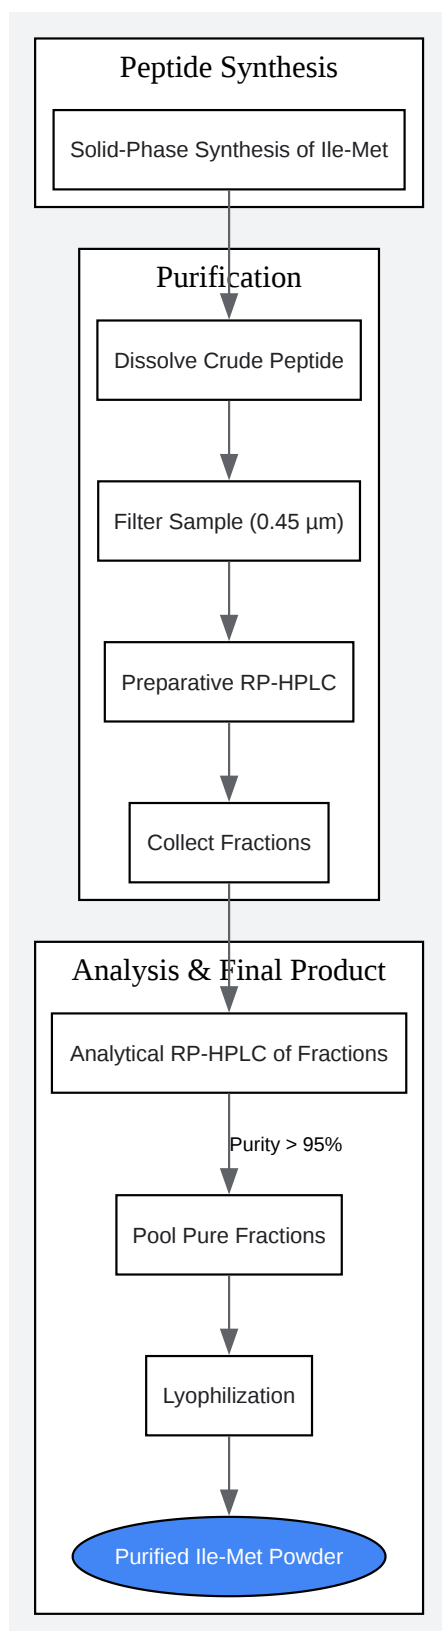 Peptide Synthesis
Solid-Phase Synthesis of Ile-Met
Purification
Dissolve Crude Peptide
Filter Sample (0.45 µm)
Preparative RP-HPLC
Collect Fractions
Analysis & Final Product
Analytical RP-HPLC of Fractions
Purity > 95%
Pool Pure Fractions
Lyophilization
Purified Ile-Met Powder